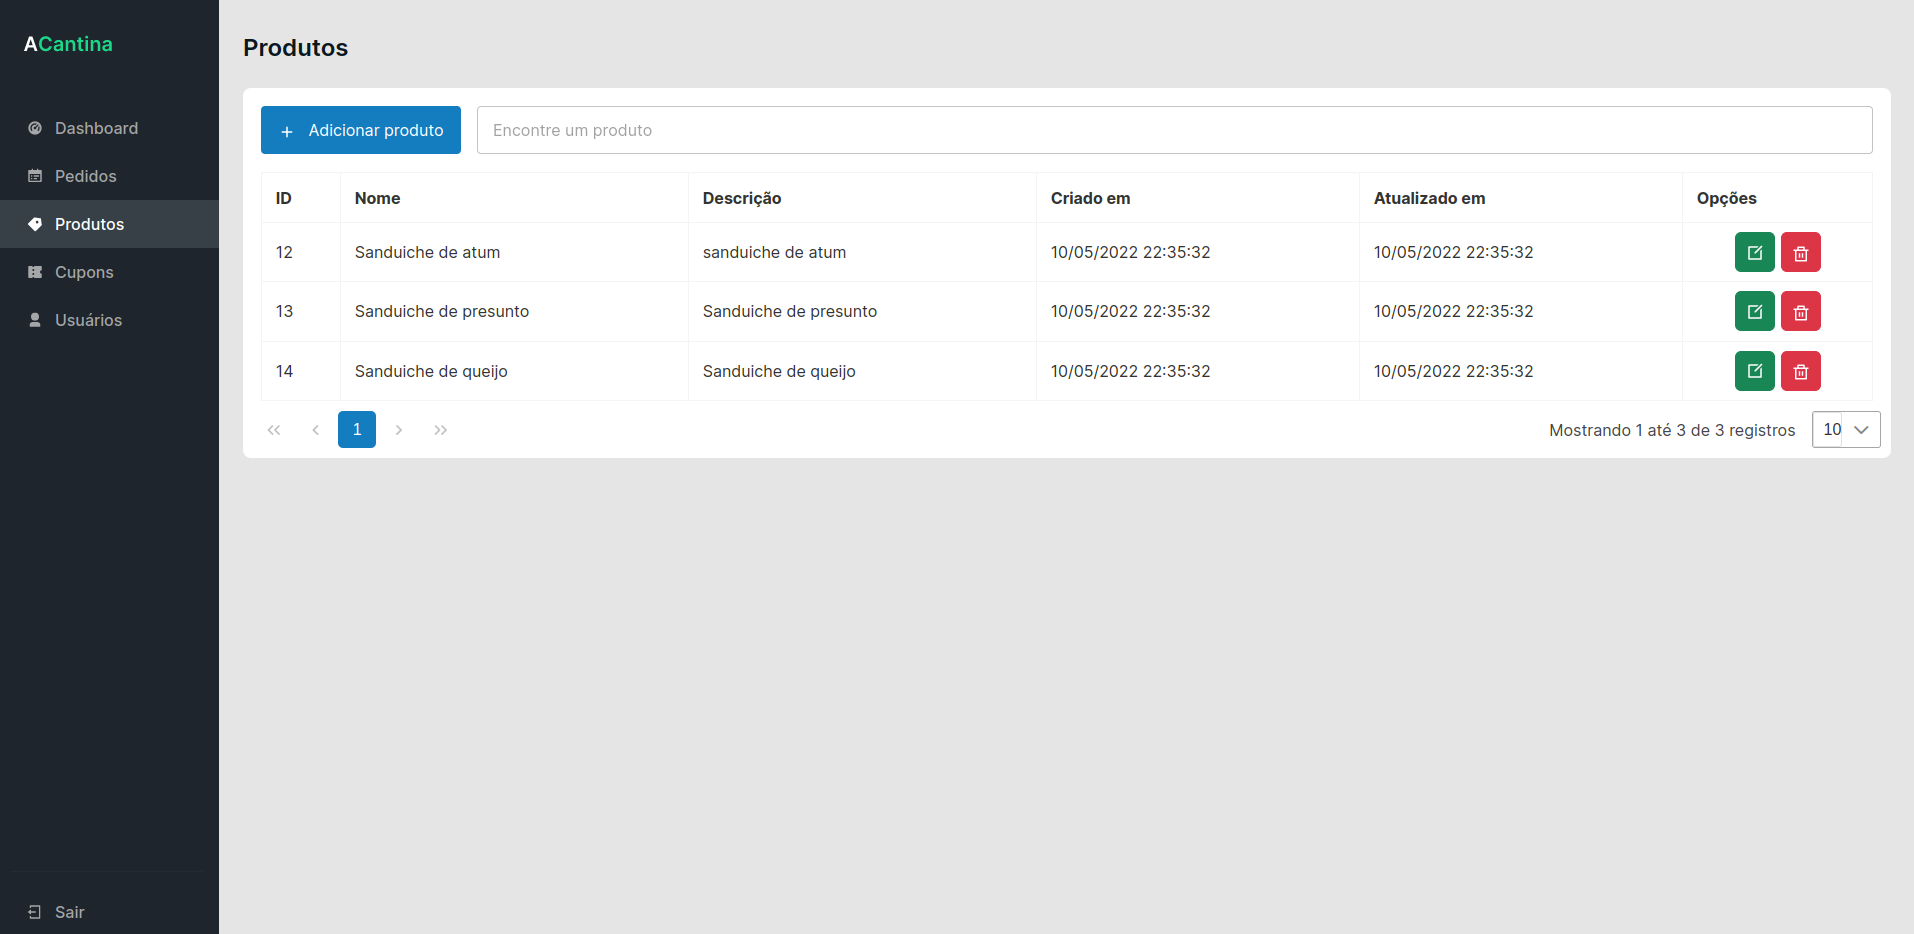 ACantina
Dashboard
Pedidos
Produtos
Cupons
Usuários
Sair
Produtos
+ Adicionar produto
Encontre um produto
ID Nome Descrição Criado em Atualizado em Opções
12 Sanduiche de atum sanduiche de atum 10/05/2022 22:35:32 10/05/2022 22:35:32
13 Sanduiche de presunto Sanduiche de presunto 10/05/2022 22:35:32 10/05/2022 22:35:32
14 Sanduiche de queijo Sanduiche de queijo 10/05/2022 22:35:32 10/05/2022 22:35:32
1
Mostrando 1 até 3 de 3 registros 10